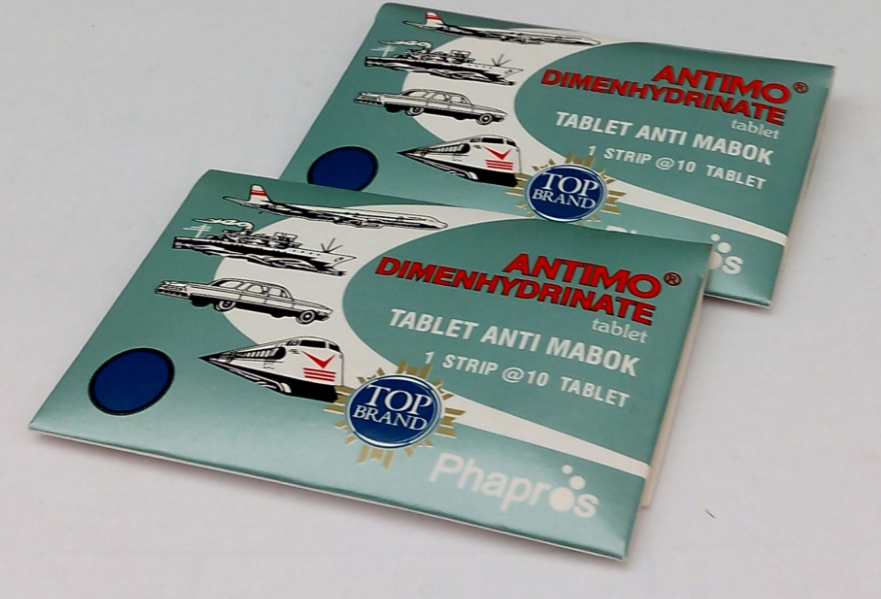 ANTIMO®
DIMENHYDRINATE
tablet
TABLET ANTI MABOK
1 STRIP @10 TABLET
TOP
BRAND
ANTIMO®
DIMENHYDRINATE
tablet
TABLET ANTI MABOK
1 STRIP @10 TABLET
TOP
BRAND
Phapros